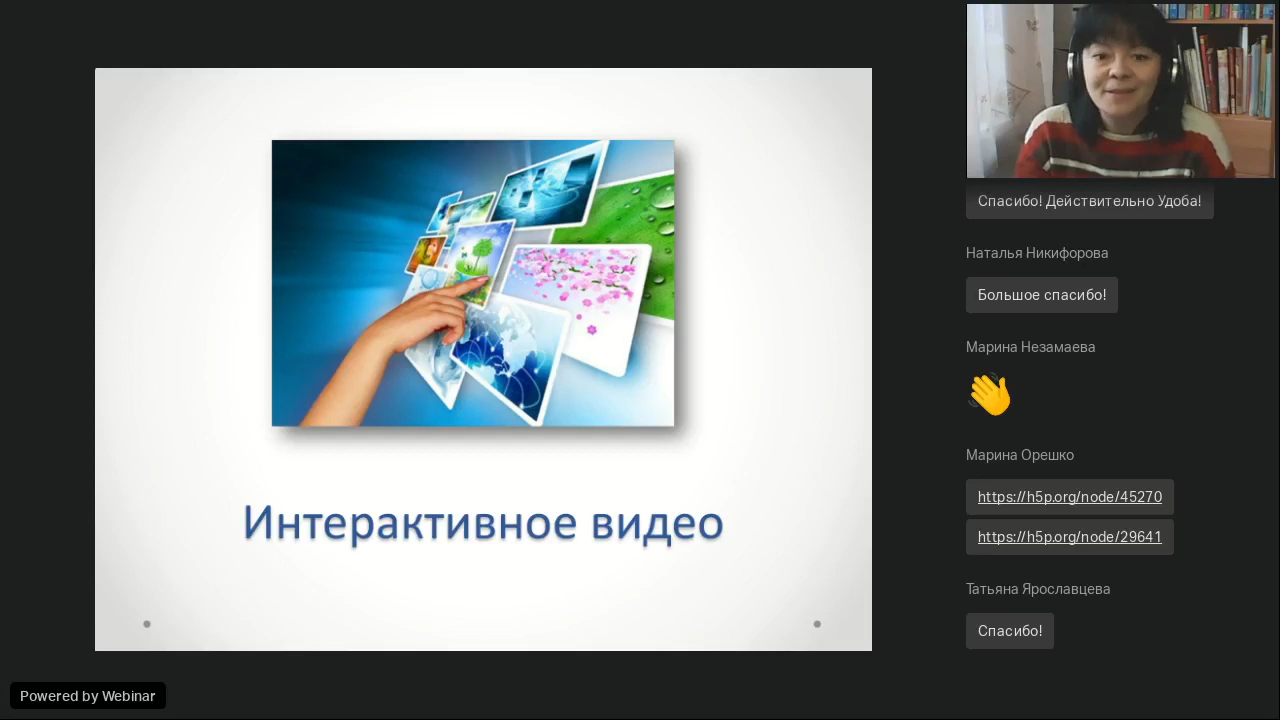 Интерактивное видео
Спасибо! Действительно Удоба!
Наталья Никифорова
Большое спасибо!
Марина Незамаева
👋
Марина Орешко
https://h5p.org/node/45270
https://h5p.org/node/29641
Татьяна Ярославцева
Спасибо!
Powered by Webinar